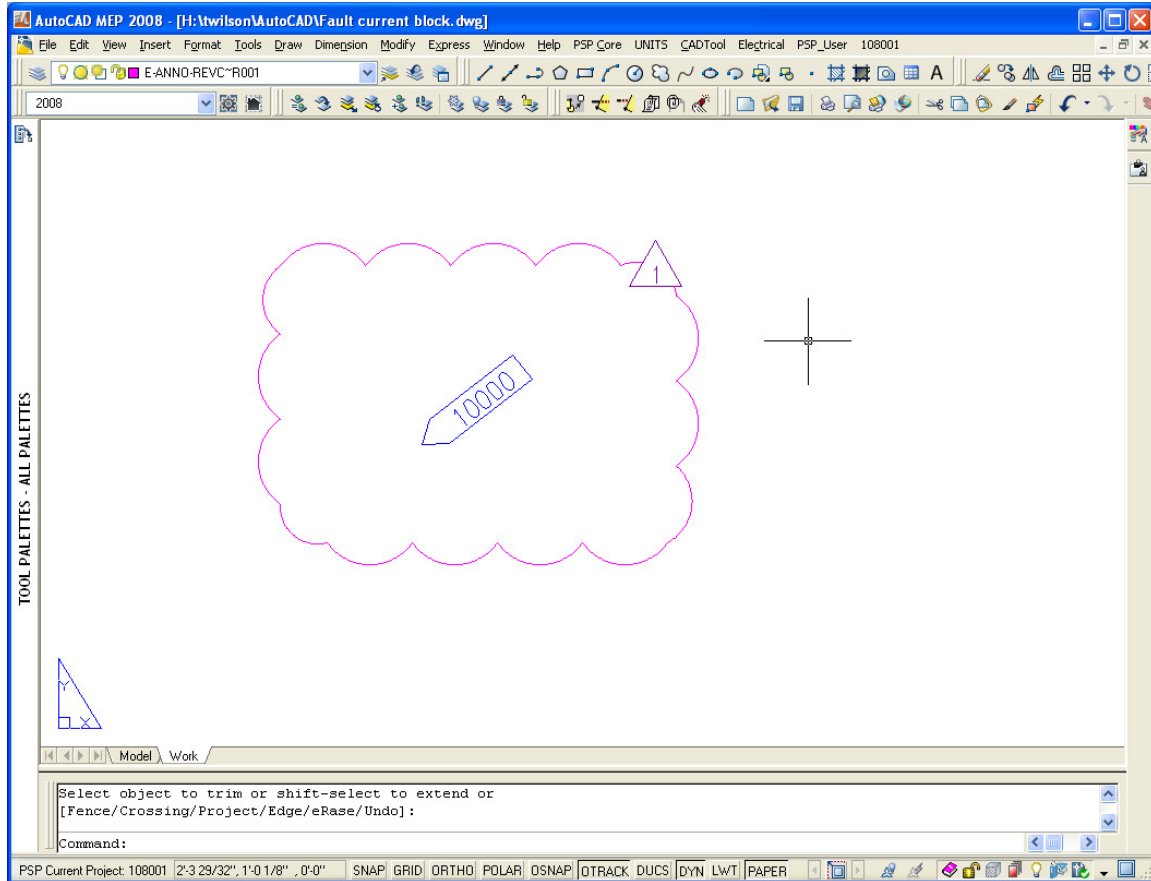 AutoCAD MEP 2008 - [H:\twilson\AutoCAD\Fault current block.dwg]
File Edit View Insert Format Tools Draw Dimension Modify Express Window Help PSP Core UNITS CADTool Electrical PSP_User 108001
E-ANNO-REVC~R001
A
2008
1
10000
TOOL PALETTES - ALL PALETTES
Y
X
Model Work
Select object to trim or shift-select to extend or
[Fence/Crossing/Project/Edge/eRase/Undo]:
Command:
PSP Current Project: 108001 2'-3 29/32", 1'-0 1/8" , 0'-0" SNAP GRID ORTHO POLAR OSNAP OTRACK DUCS DYN LWT PAPER